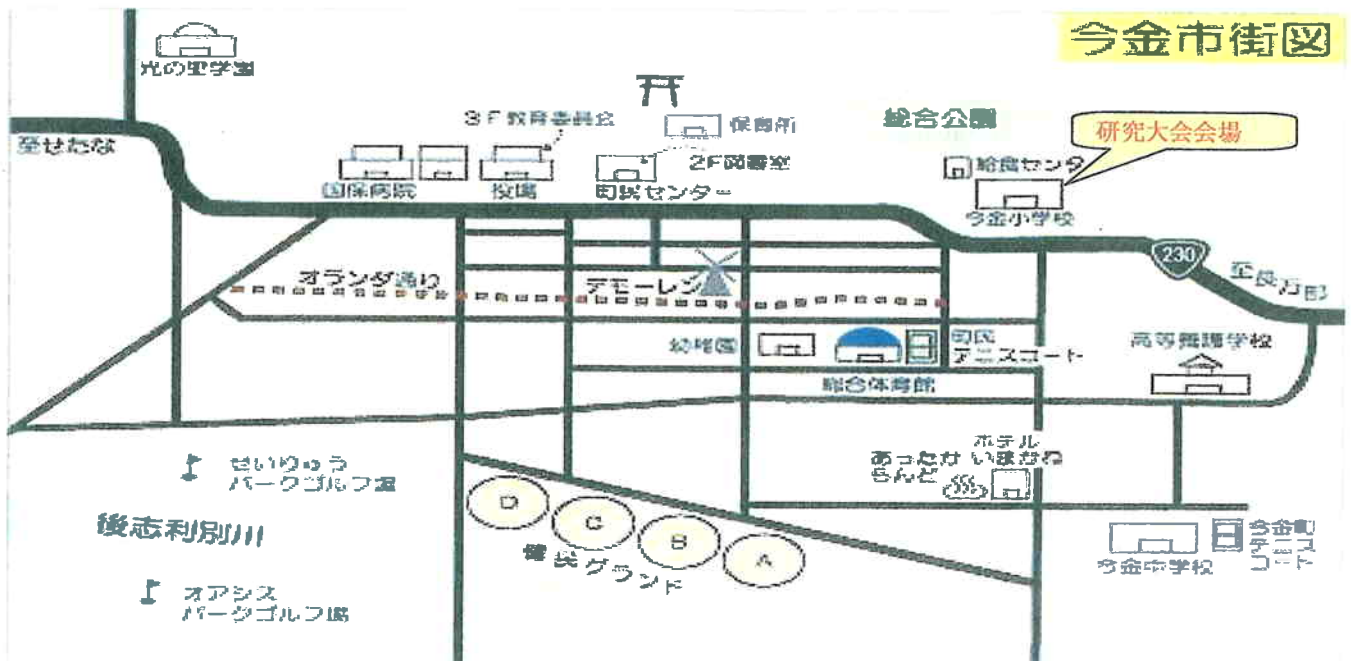 今金市街図
光の里学園
至せたな
3F教育委員会
保育所
2F図書室
総合公園
研究大会会場
給食センタ
国保病院
役場
町民センター
今金小学校
230
至長万部
オランダ通り
デモーレン
幼稚園
町民
テニスコート
総合体育館
高等養護学校
せいりゅう
パークゴルフ場
後志利別川
オアシス
パークゴルフ場
D
C
B
A
健民グランド
ホテル
いまかね
あったか
らんど
今金中学校
今金町
テニス
コート